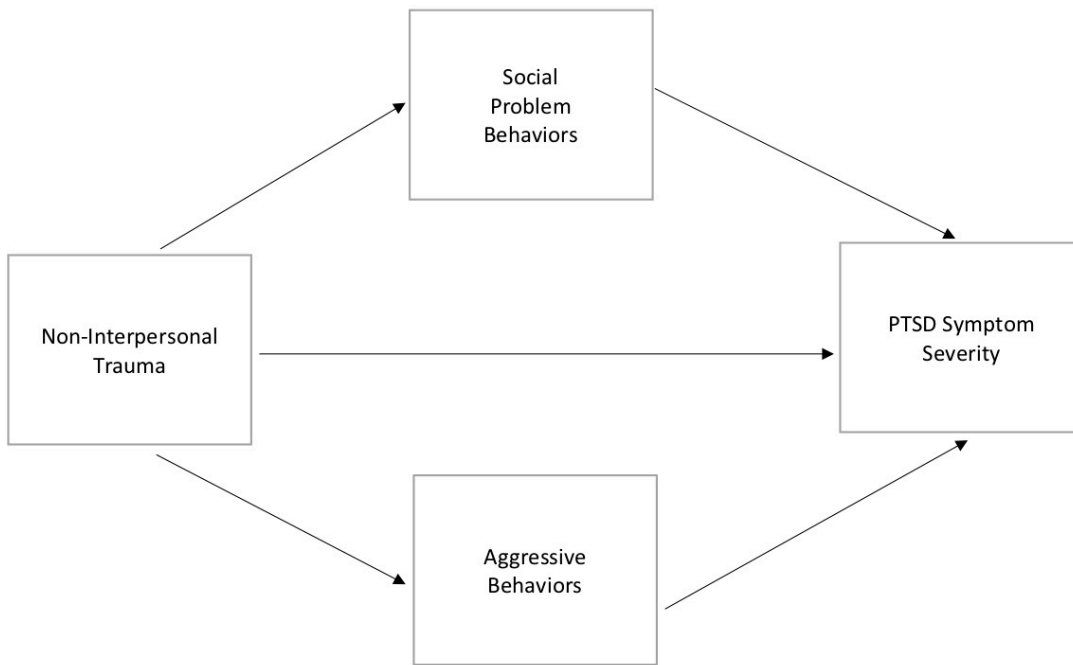 Social
Problem
Behaviors
Non-Interpersonal
Trauma
PTSD Symptom
Severity
Aggressive
Behaviors